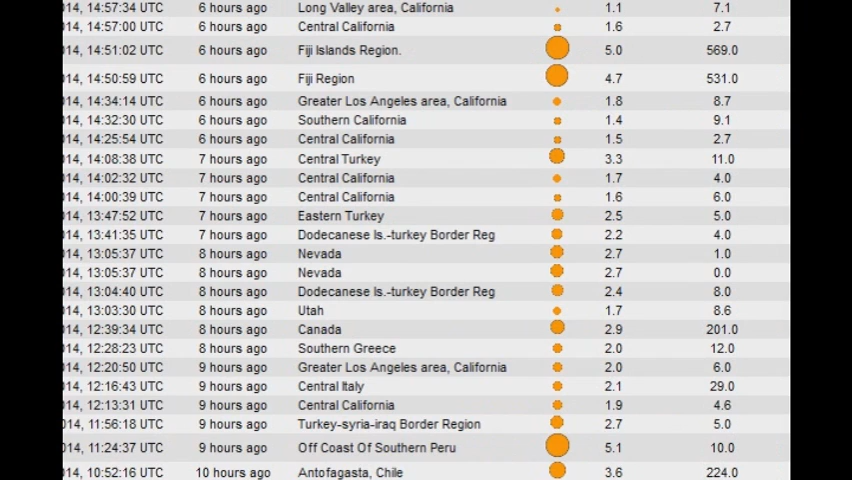 014, 14:57:34 UTC 6 hours ago Long Valley area, California 1.1 7.1
014, 14:57:00 UTC 6 hours ago Central California 1.6 2.7
014, 14:51:02 UTC 6 hours ago Fiji Islands Region. 5.0 569.0
014, 14:50:59 UTC 6 hours ago Fiji Region 4.7 531.0
014, 14:34:14 UTC 6 hours ago Greater Los Angeles area, California 1.8 8.7
014, 14:32:30 UTC 6 hours ago Southern California 1.4 9.1
014, 14:25:54 UTC 6 hours ago Central California 1.5 2.7
014, 14:08:38 UTC 7 hours ago Central Turkey 3.3 11.0
014, 14:02:32 UTC 7 hours ago Central California 1.7 4.0
014, 14:00:39 UTC 7 hours ago Central California 1.6 6.0
014, 13:47:52 UTC 7 hours ago Eastern Turkey 2.5 5.0
014, 13:41:35 UTC 7 hours ago Dodecanese Is.-turkey Border Reg 2.2 4.0
014, 13:05:37 UTC 8 hours ago Nevada 2.7 1.0
014, 13:05:37 UTC 8 hours ago Nevada 2.7 0.0
014, 13:04:40 UTC 8 hours ago Dodecanese Is.-turkey Border Reg 2.4 8.0
014, 13:03:30 UTC 8 hours ago Utah 1.7 8.6
014, 12:39:34 UTC 8 hours ago Canada 2.9 201.0
014, 12:28:23 UTC 8 hours ago Southern Greece 2.0 12.0
014, 12:20:50 UTC 9 hours ago Greater Los Angeles area, California 2.0 6.0
014, 12:16:43 UTC 9 hours ago Central Italy 2.1 29.0
014, 12:13:31 UTC 9 hours ago Central California 1.9 4.6
014, 11:56:18 UTC 9 hours ago Turkey-syria-iraq Border Region 2.7 5.0
014, 11:24:37 UTC 9 hours ago Off Coast Of Southern Peru 5.1 10.0
014, 10:52:16 UTC 10 hours ago Antofagasta, Chile 3.6 224.0